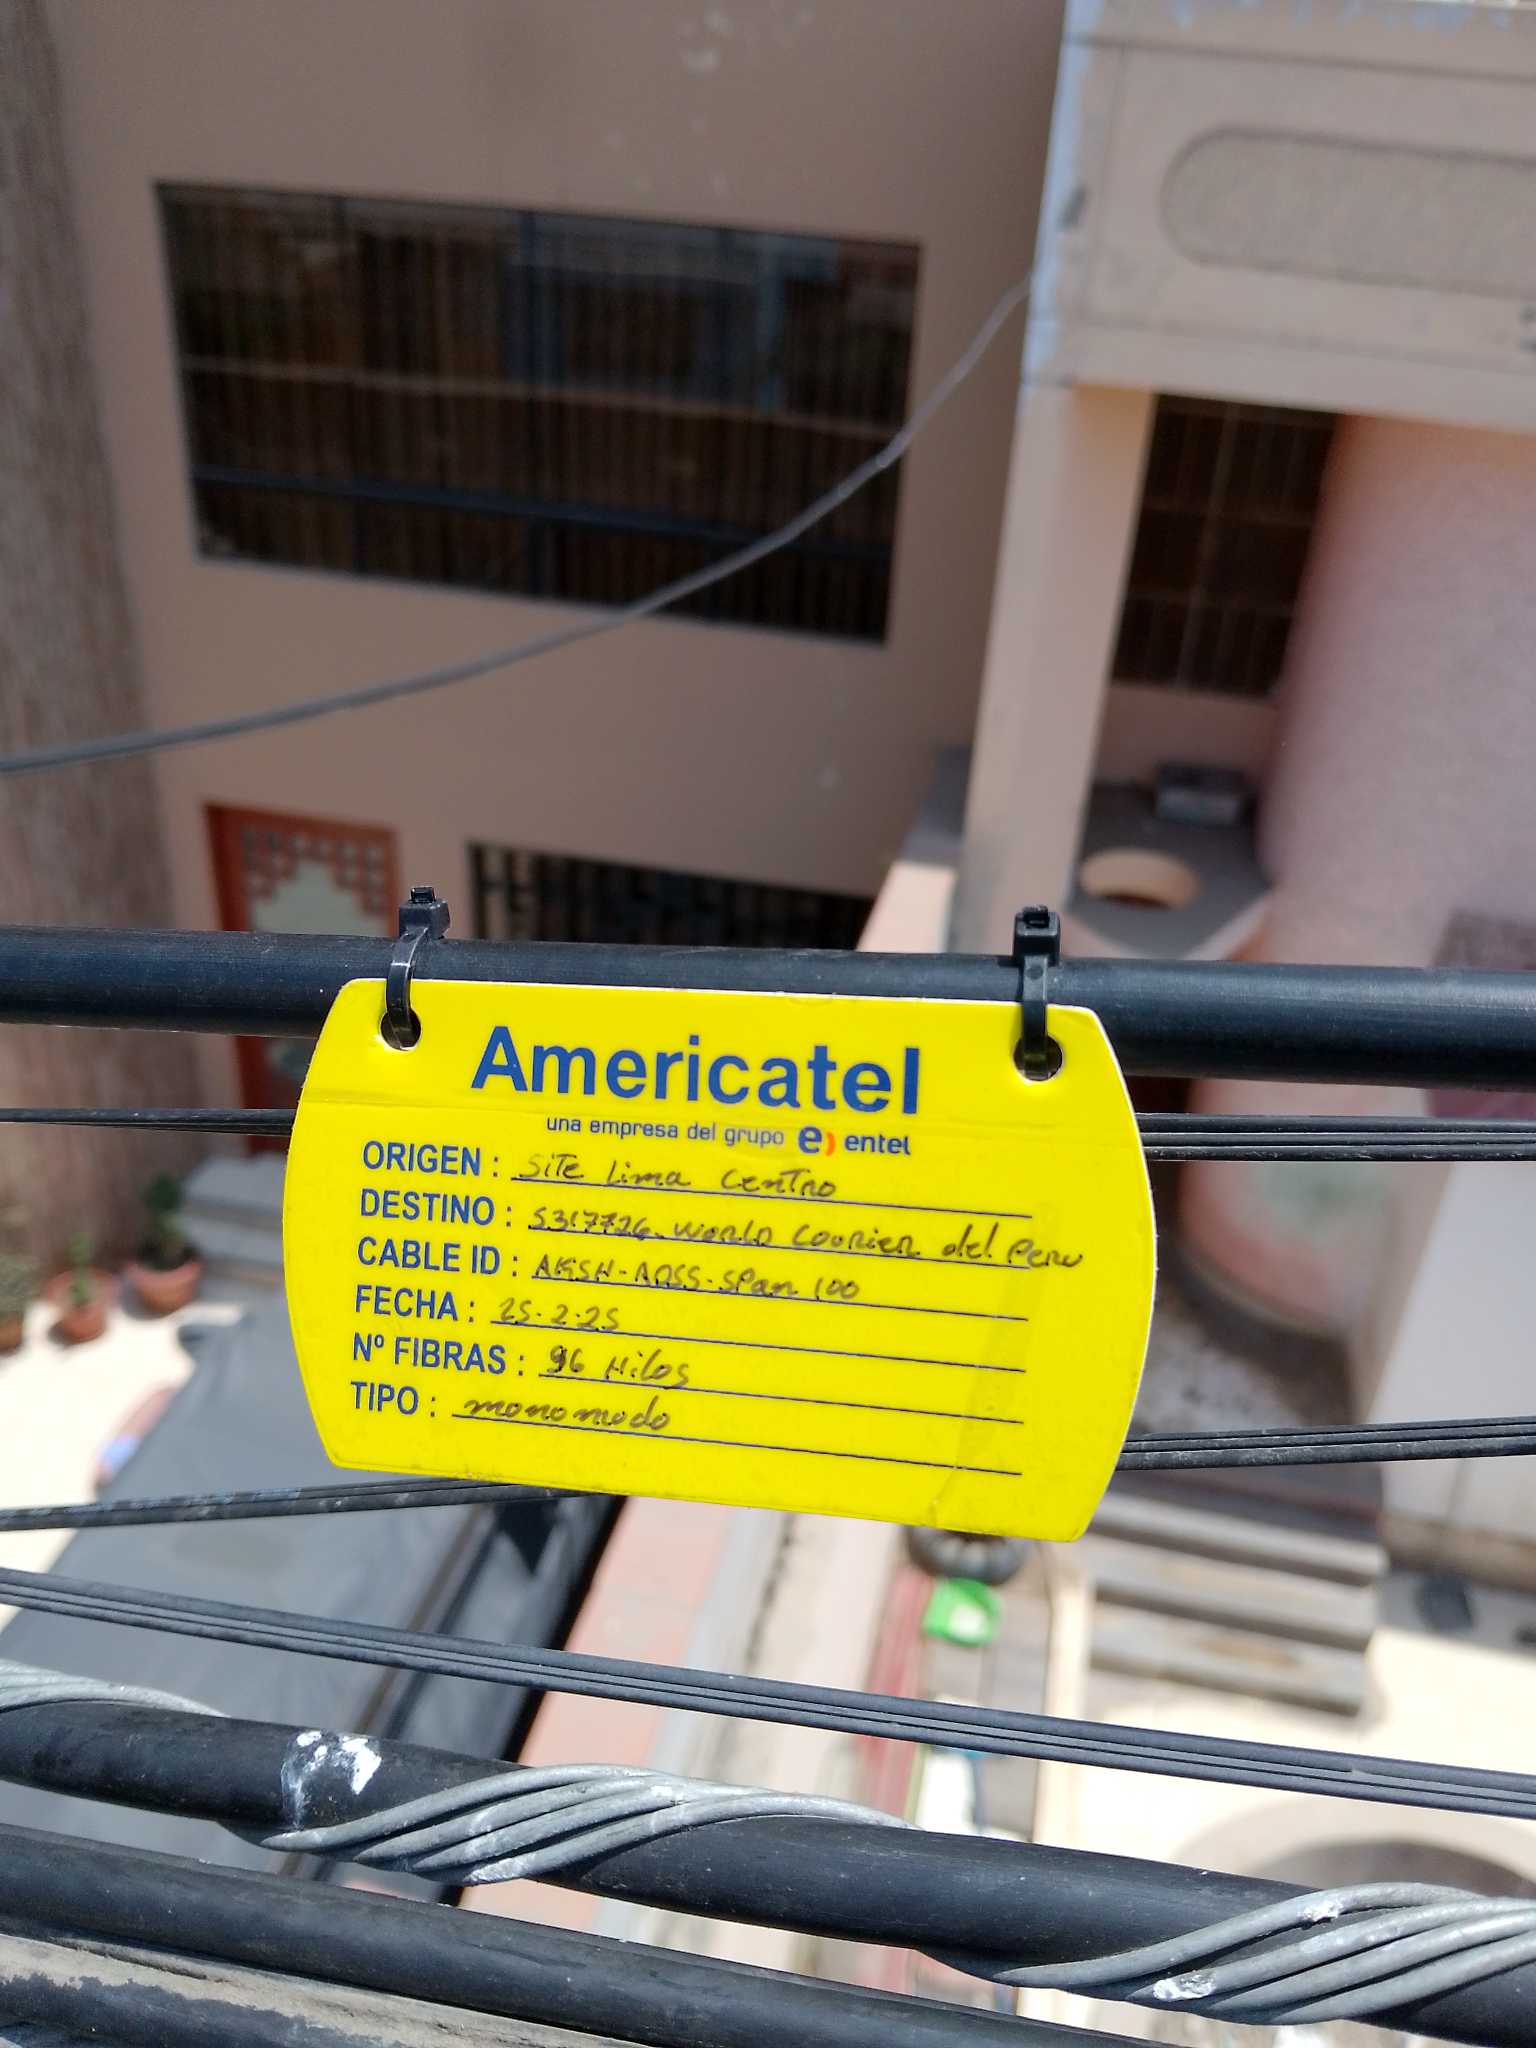 Americatel
una empresa del grupo e) entel
ORIGEN : Site Lima Centro
DESTINO : 5317726. World Courier del Peru
CABLE ID : AKSH-ADSS-SPan 100
FECHA : 25-2-25
Nº FIBRAS : 96 Hilos
TIPO : monomodo